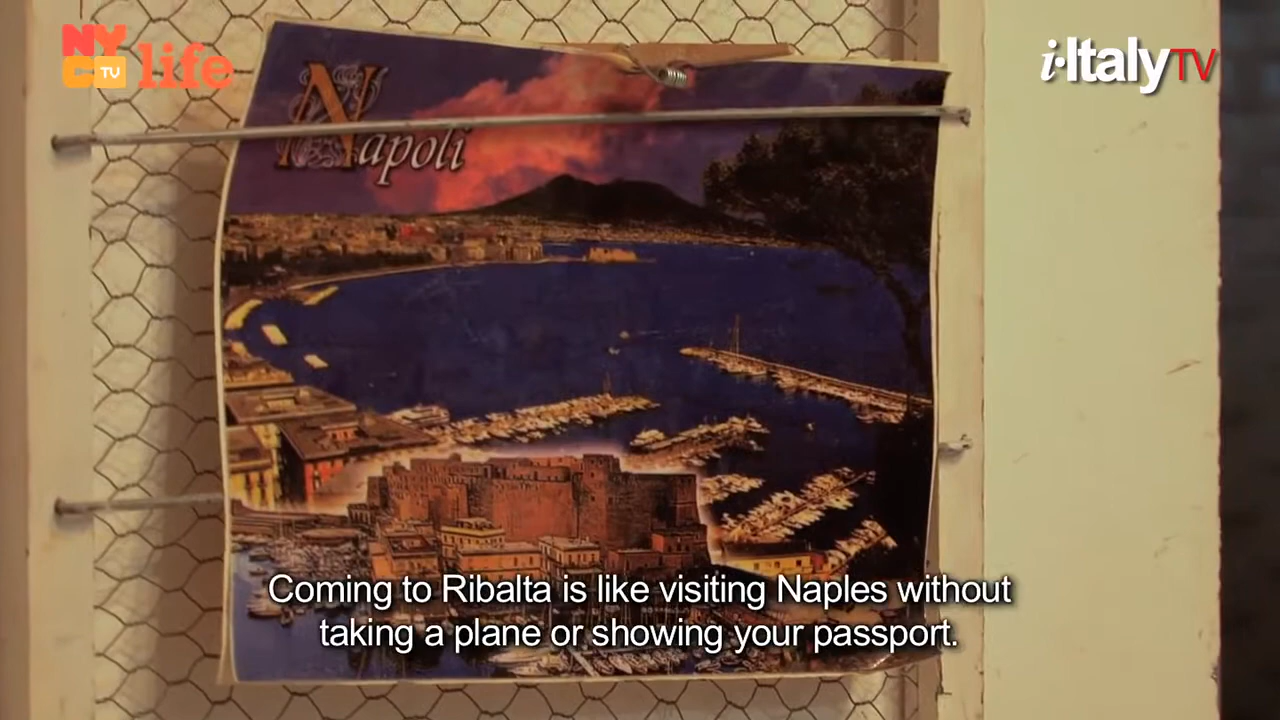 NYC TV life
i-ItalyTV
Napoli
Coming to Ribalta is like visiting Naples without
taking a plane or showing your passport.